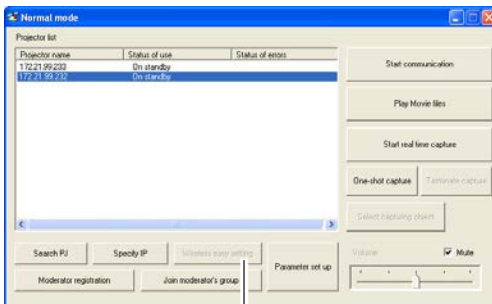 Normal mode
Projector list
Projector name Status of use Status of errors
172.21.99.233 On standby
172.21.99.232 On standby
Start communication
Play Movie files
Start real time capture
One-shot capture Terminate capture
Select capturing object
Search PJ Specify IP Wireless easy setting
Moderator registration Join moderator's group
Parameter set up
Volume Mute